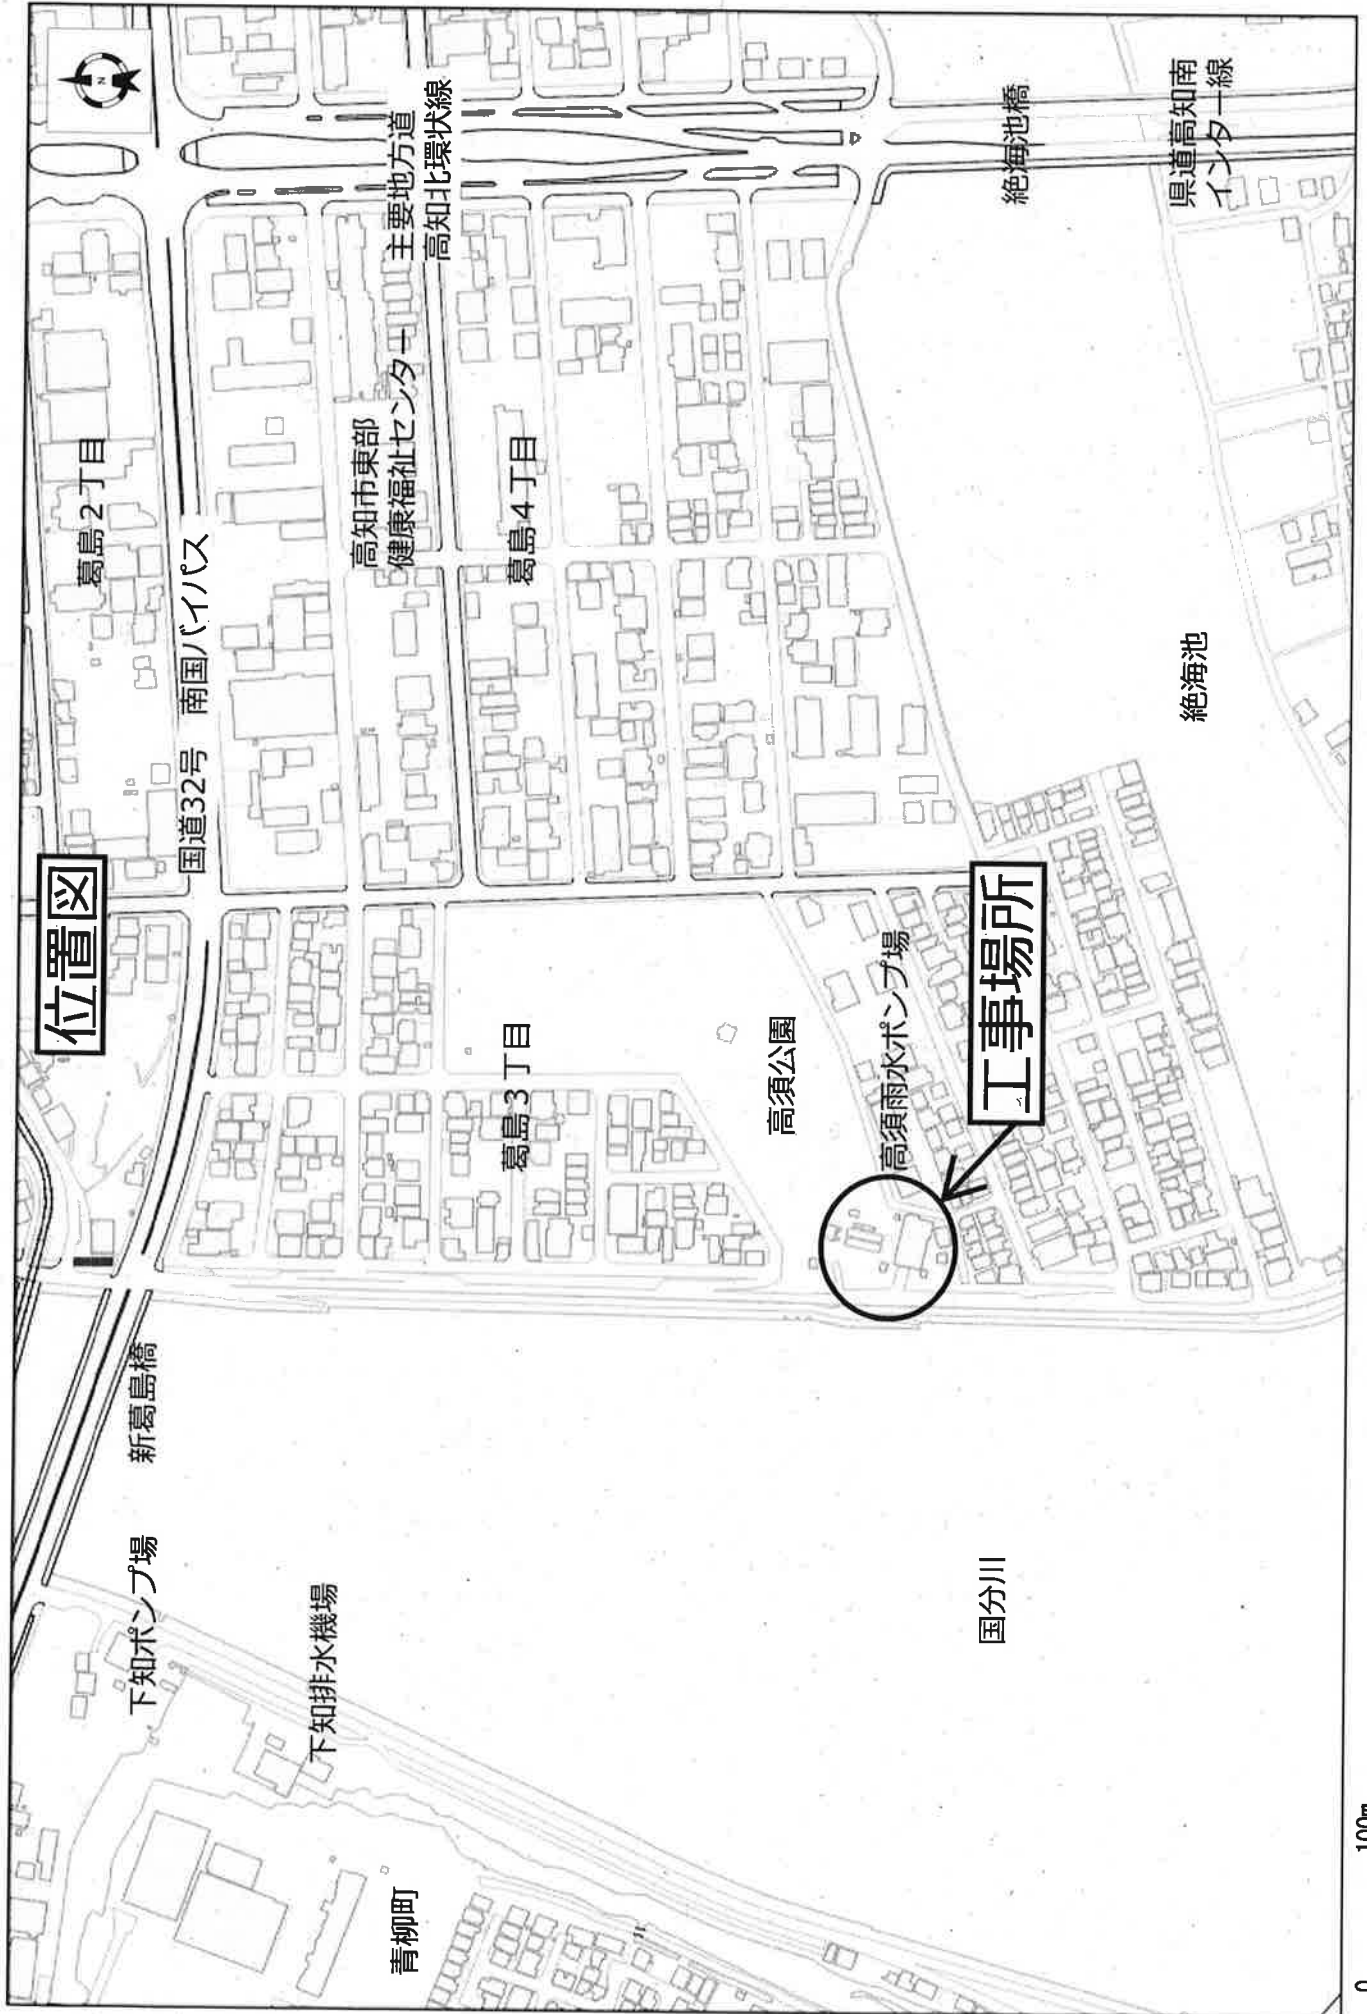 位置図
N
葛島2丁目
国道32号 南国バイパス
主要地方道
高知北環状線
高知市東部
健康福祉センター
葛島4丁目
葛島3丁目
新葛島橋
下知ポンプ場
下知排水機場
青柳町
高須公園
高須雨水ポンプ場
工事場所
国分川
絶海池橋
県道高知南
インター線
絶海池
0 100m